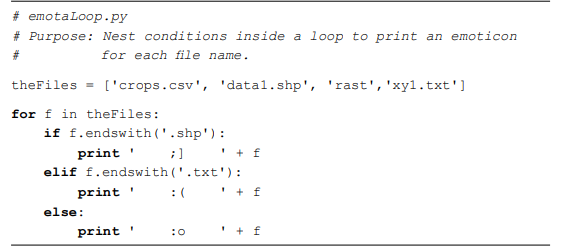 # emotaLoop.py
# Purpose: Nest conditions inside a loop to print an emoticon
#          for each file name.
theFiles = ['crops.csv', 'data1.shp', 'rast','xy1.txt']
for f in theFiles:
    if f.endswith('.shp'):
        print '    ;]    ' + f
    elif f.endswith('.txt'):
        print '    :(    ' + f
    else:
        print '    :o    ' + f